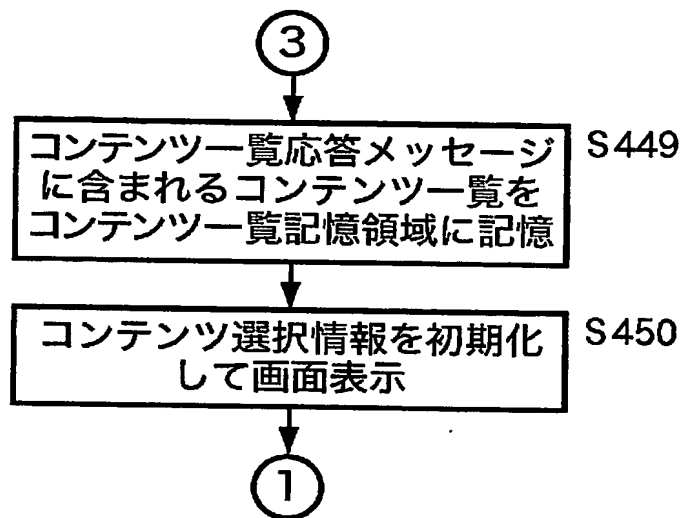 3
コンテンツ一覧応答メッセージ
に含まれるコンテンツ一覧を
コンテンツ一覧記憶領域に記憶
S449
コンテンツ選択情報を初期化
して画面表示
S450
1